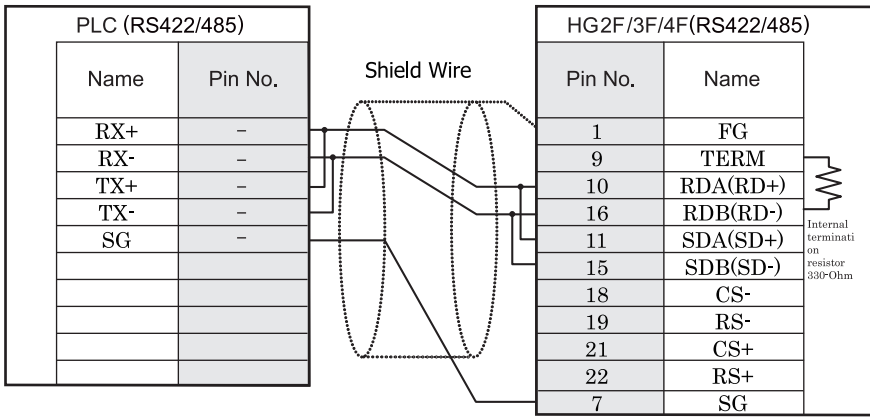 PLC (RS422/485)
HG2F/3F/4F(RS422/485)
Name Pin No.
Shield Wire
Pin No. Name
RX+ –
RX- –
TX+ –
TX- –
SG –
1 FG
9 TERM
10 RDA(RD+)
16 RDB(RD-)
11 SDA(SD+)
15 SDB(SD-)
18 CS-
19 RS-
21 CS+
22 RS+
7 SG
Internal
terminati
on
resistor
330-Ohm